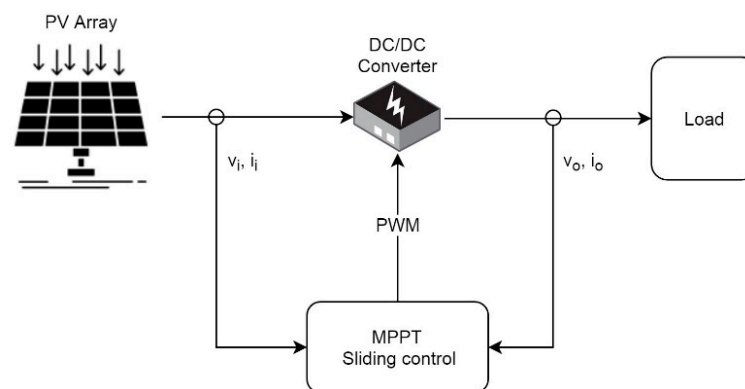 PV Array
DC/DC
Converter
Load
vi, ii
vo, io
PWM
MPPT
Sliding control